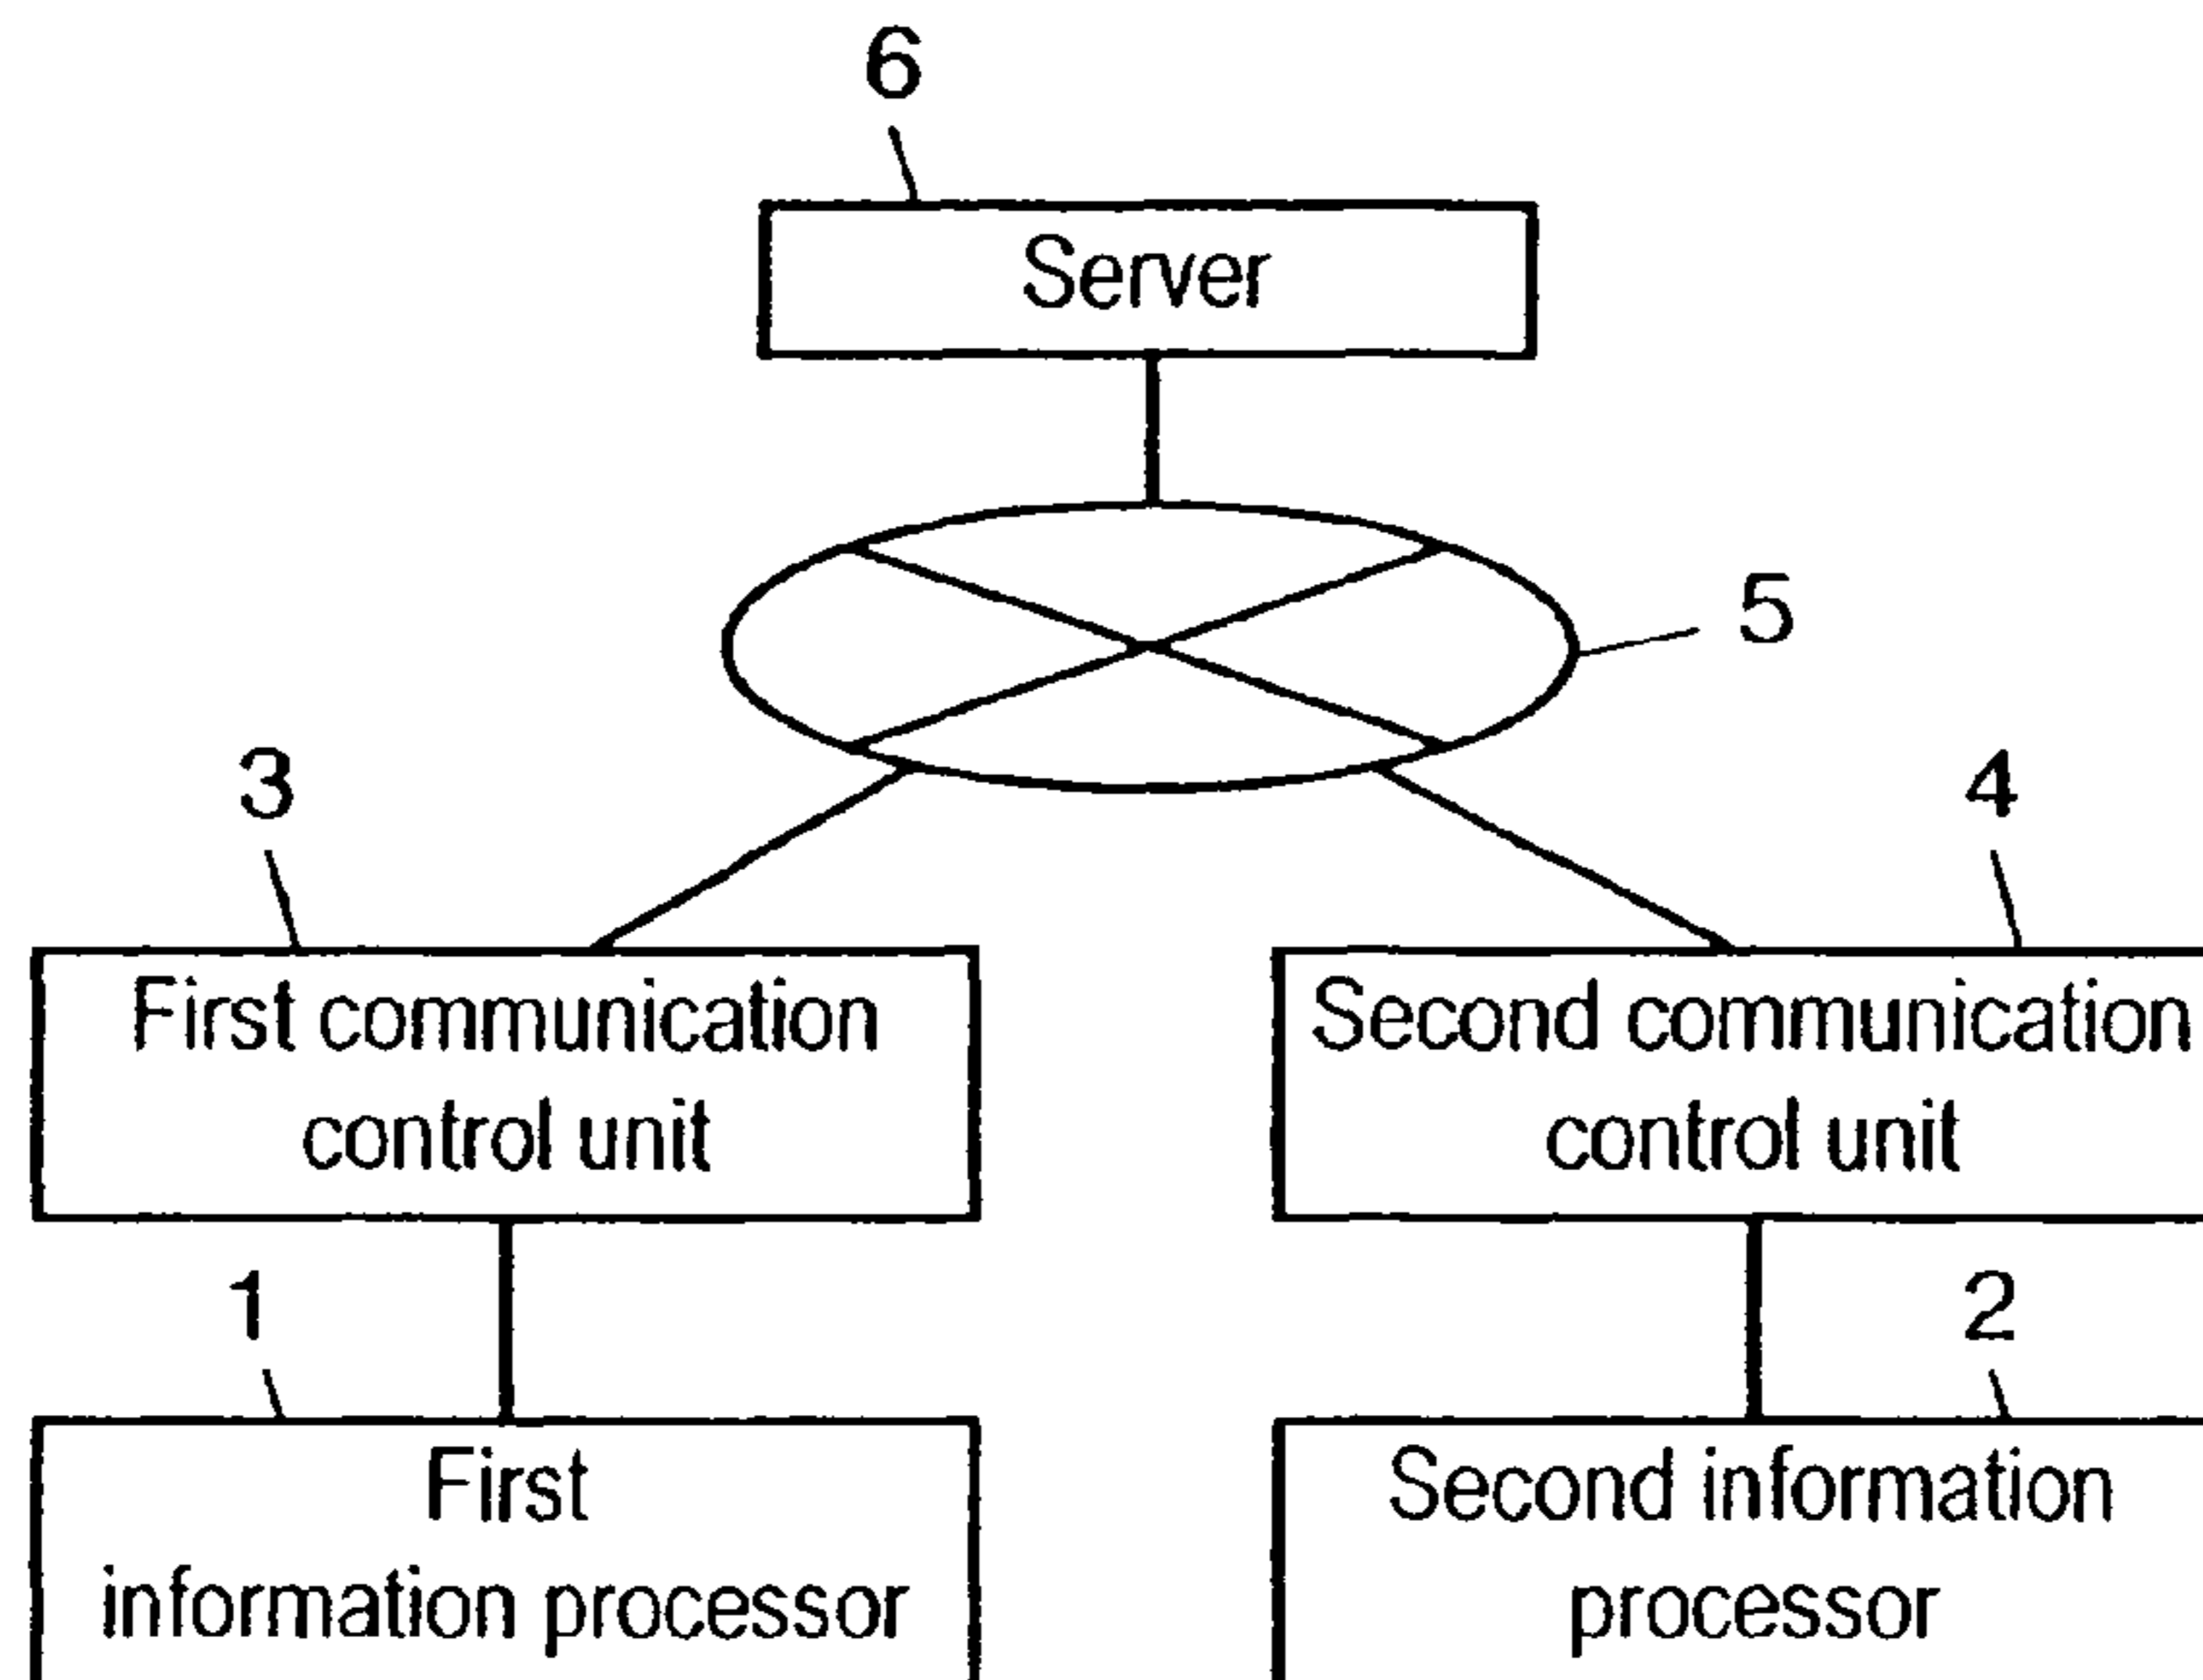 6
Server
5
3
4
First communication
control unit
Second communication
control unit
1
2
First
information processor
Second information
processor